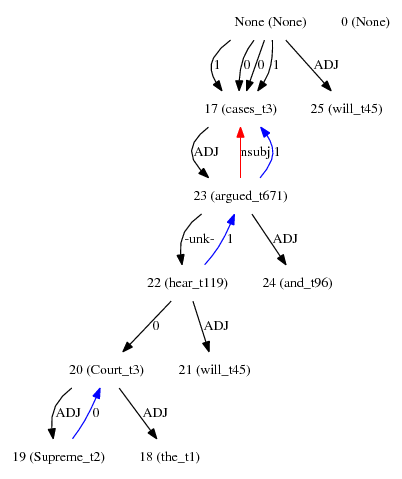 None (None) 0 (None)
1 0 0 1 ADJ
17 (cases_t3) 25 (will_t45)
ADJ nsubj 1
23 (argued_t671)
-unk- 1 ADJ
22 (hear_t119) 24 (and_t96)
0 ADJ
20 (Court_t3) 21 (will_t45)
ADJ 0 ADJ
19 (Supreme_t2) 18 (the_t1)